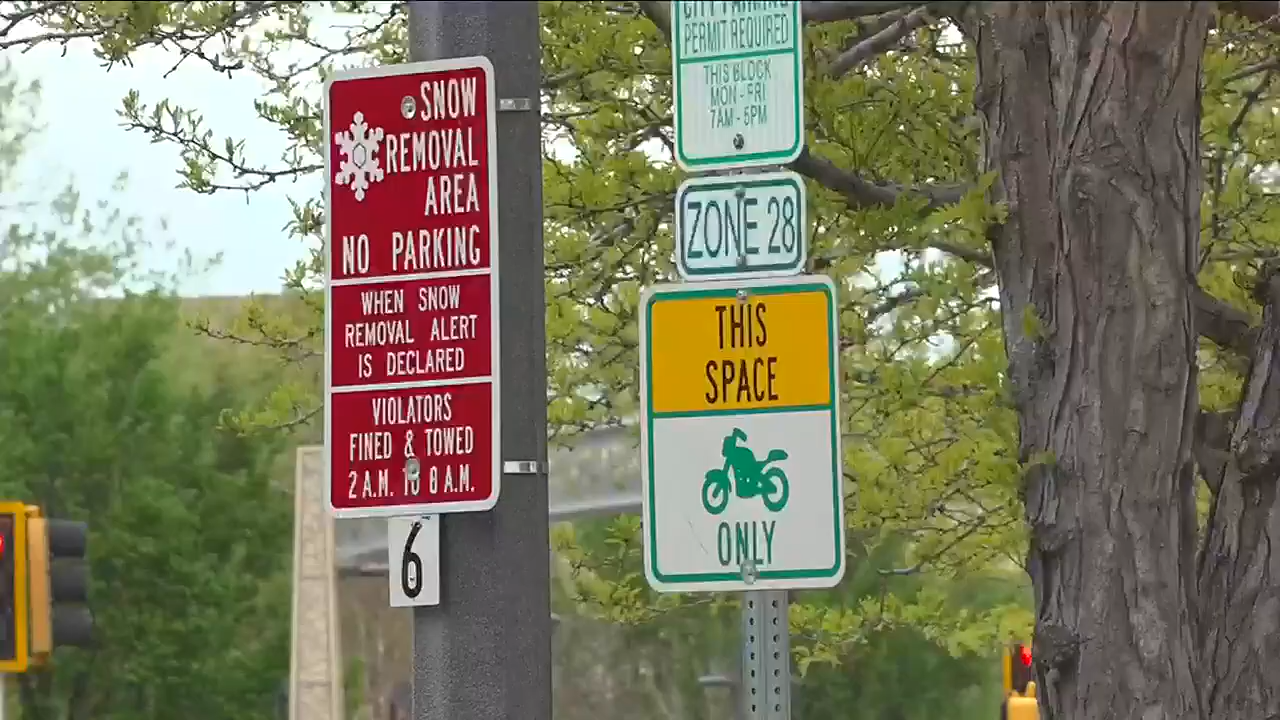 SNOW
REMOVAL
AREA
NO PARKING
WHEN SNOW
REMOVAL ALERT
IS DECLARED
VIOLATORS
FINED & TOWED
2 A.M. TO 8 A.M.
6
CITY PARKING
PERMIT REQUIRED
THIS BLOCK
MON - FRI
7AM - 6PM
ZONE 28
THIS
SPACE
ONLY